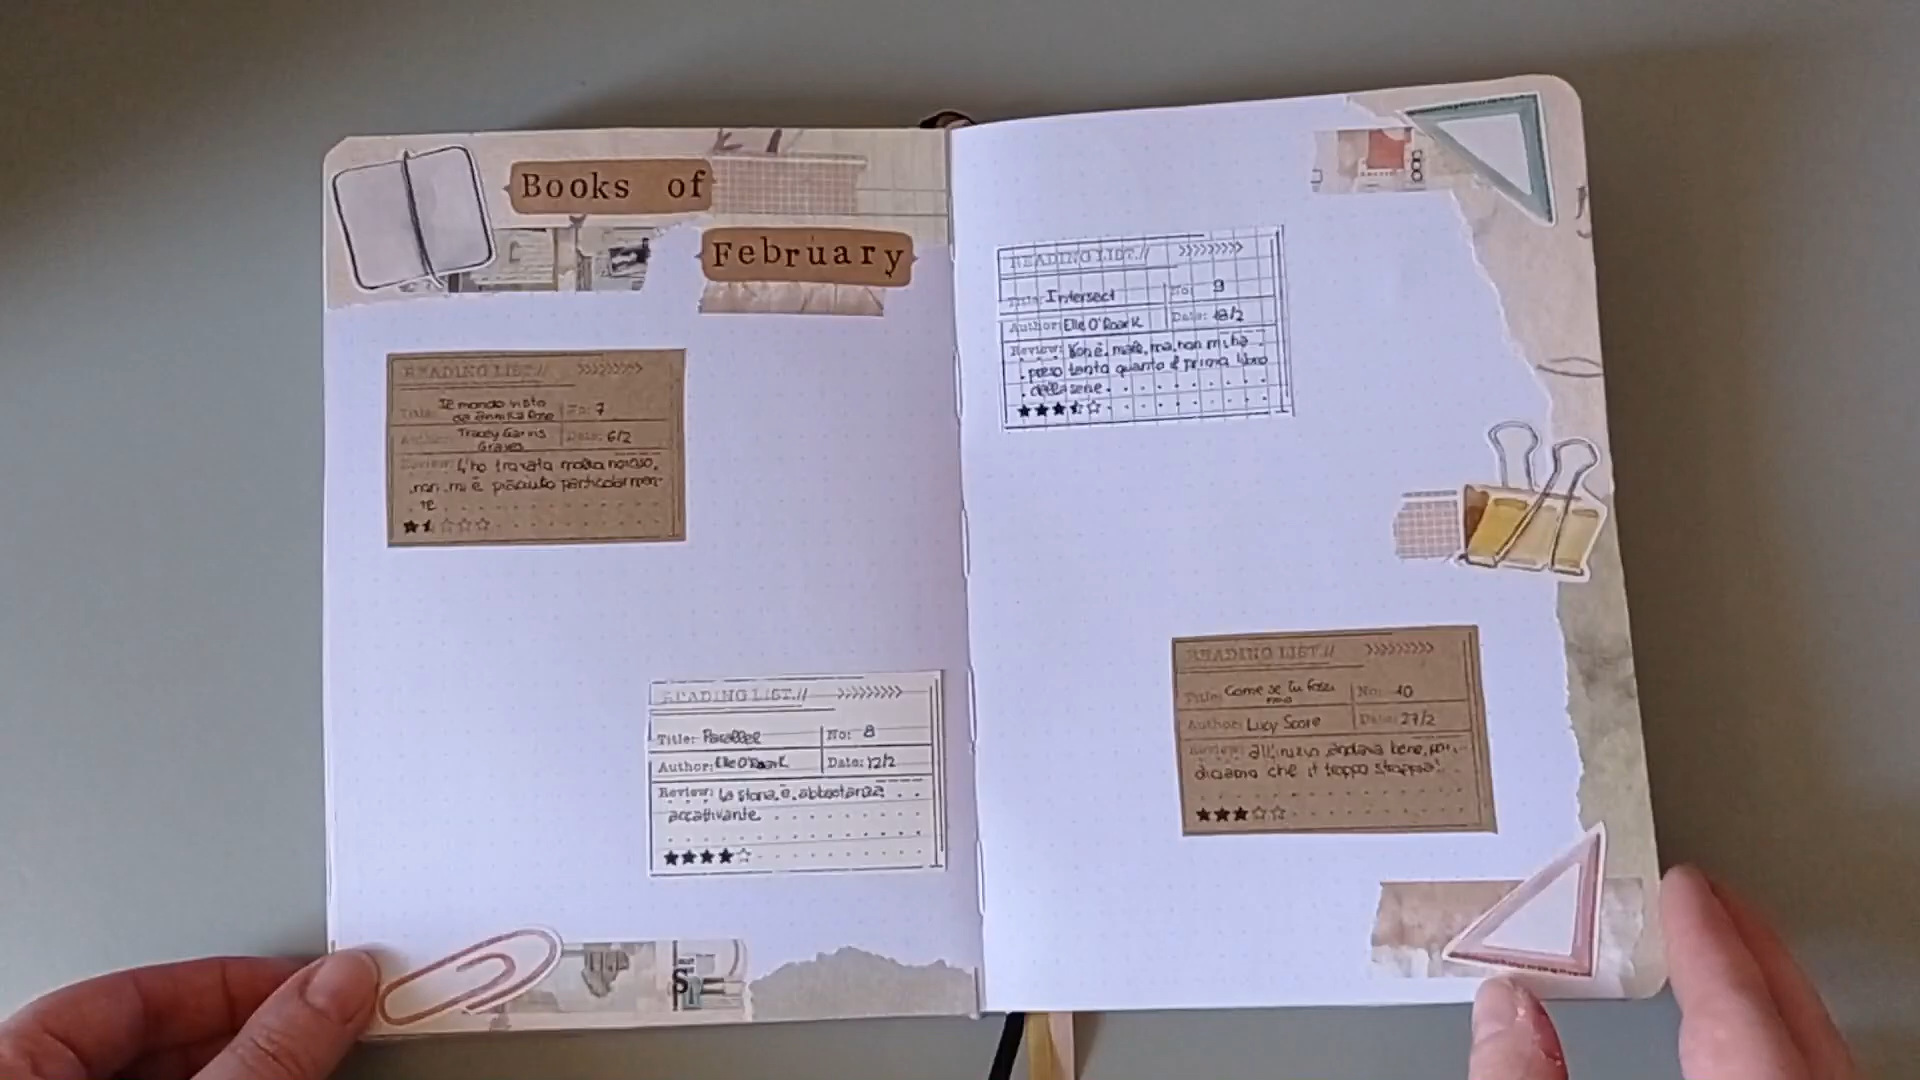 Books of
February
READING LIST//
Title: Il mondo visto
da Annika Rose
No: 7
Author: Tracey Garvis
Graves
Date: 6/2
Review: L'ho trovato molto noioso,
non mi è piaciuto particolarmen-
te
READING LIST//
Title: Parallel
No: 8
Author: Elle O'Roark
Date: 12/2
Review: La storia è abbastanza
accattivante
READING LIST//
Title: Intersect
No: 9
Author: Elle O'Roark
Date: 18/2
Review: Non è male, ma non mi ha
preso tanto quanto il primo libro
della serie
READING LIST//
Title: Come se tu fossi
mio
No: 10
Author: Lucy Score
Date: 27/2
Review: all'inizio andava bene, poi
diciamo che il troppo stroppia!